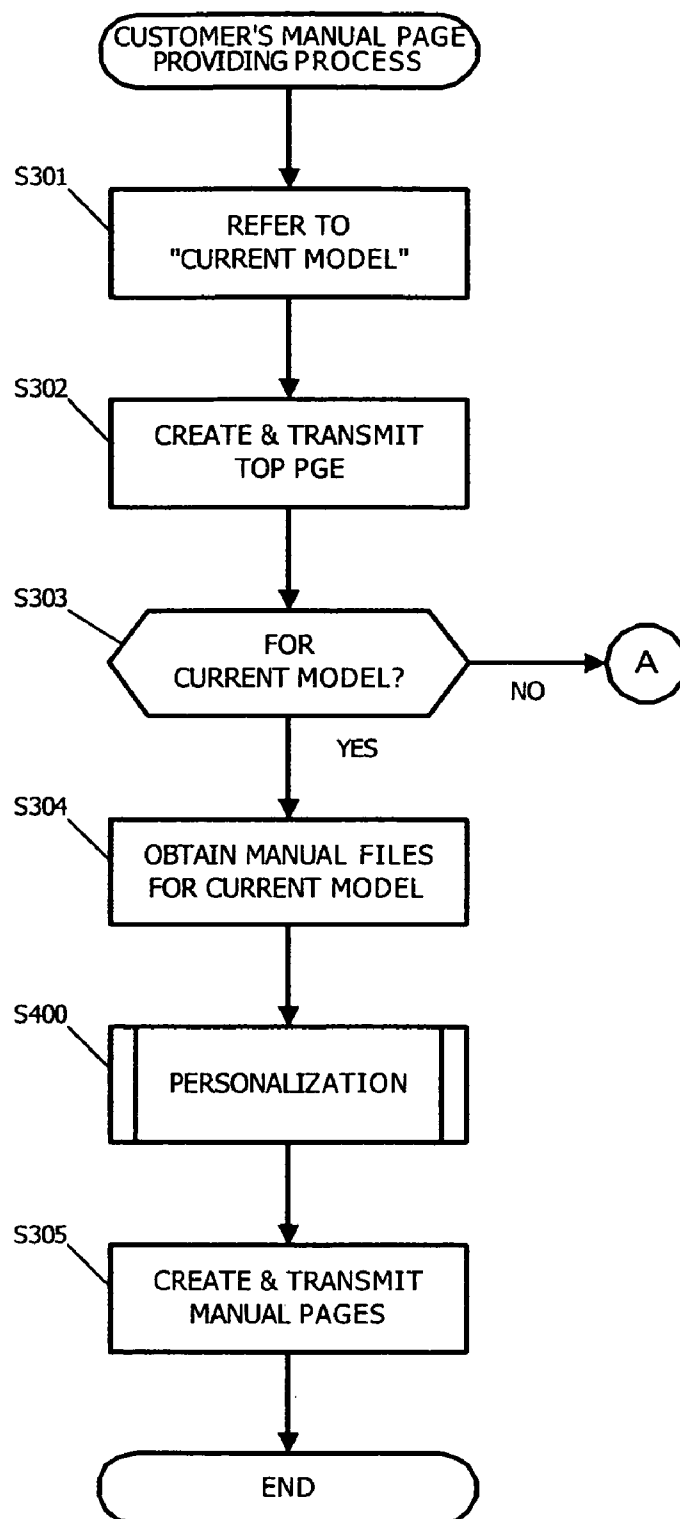 CUSTOMER'S MANUAL PAGE
PROVIDING PROCESS
S301
REFER TO
"CURRENT MODEL"
S302
CREATE & TRANSMIT
TOP PGE
S303
FOR
CURRENT MODEL?
A
NO
YES
S304
OBTAIN MANUAL FILES
FOR CURRENT MODEL
S400
PERSONALIZATION
S305
CREATE & TRANSMIT
MANUAL PAGES
END